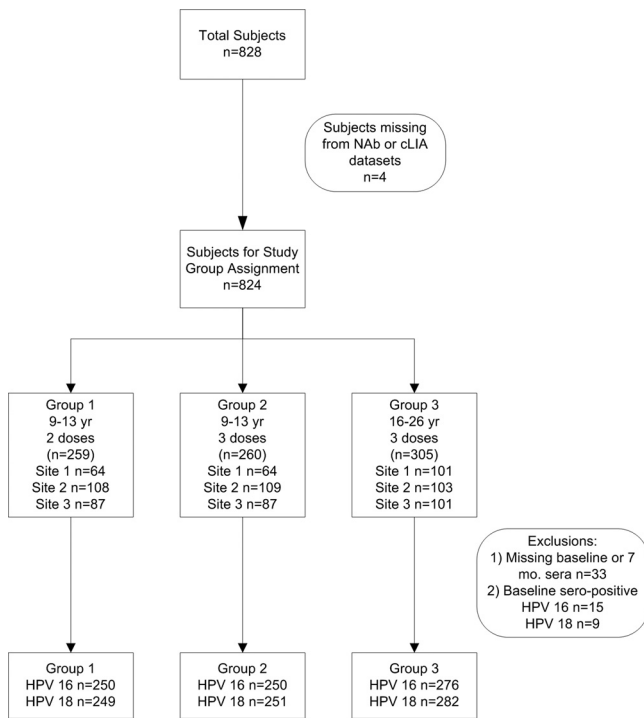 Total Subjects
n=828
Subjects missing
from NAb or cLIA
datasets
n=4
Subjects for Study
Group Assignment
n=824
Group 1
9-13 yr
2 doses
(n=259)
Site 1 n=64
Site 2 n=108
Site 3 n=87
Group 2
9-13 yr
3 doses
(n=260)
Site 1 n=64
Site 2 n=109
Site 3 n=87
Group 3
16-26 yr
3 doses
(n=305)
Site 1 n=101
Site 2 n=103
Site 3 n=101
Exclusions:
1) Missing baseline or 7
mo. sera n=33
2) Baseline sero-positive
HPV 16 n=15
HPV 18 n=9
Group 1
HPV 16 n=250
HPV 18 n=249
Group 2
HPV 16 n=250
HPV 18 n=251
Group 3
HPV 16 n=276
HPV 18 n=282